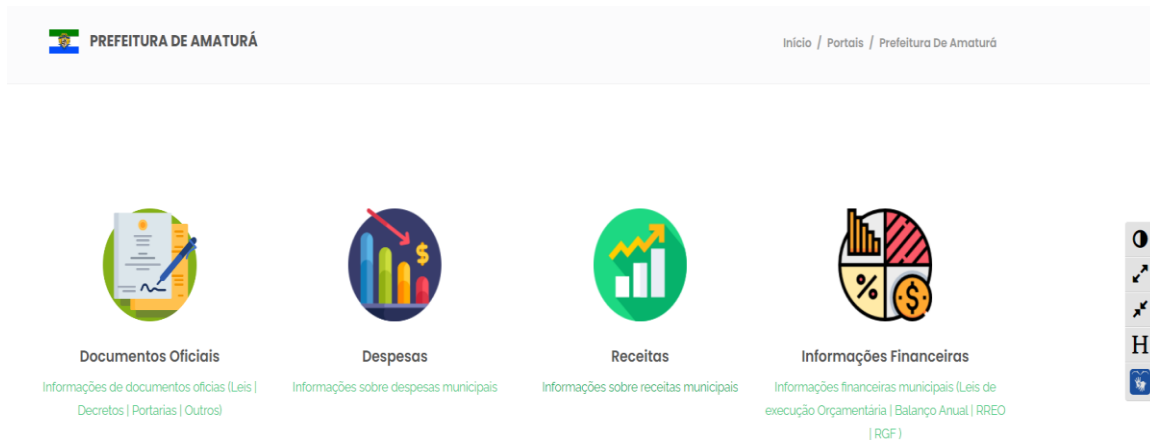 PREFEITURA DE AMATURÁ
Início / Portais / Prefeitura De Amaturá
Documentos Oficiais
Informações de documentos oficias (Leis |
Decretos | Portarias | Outros)
Despesas
Informações sobre despesas municipais
Receitas
Informações sobre receitas municipais
Informações Financeiras
Informações financeiras municipais (Leis de
execução Orçamentária | Balanço Anual | RREO
| RGF )
H